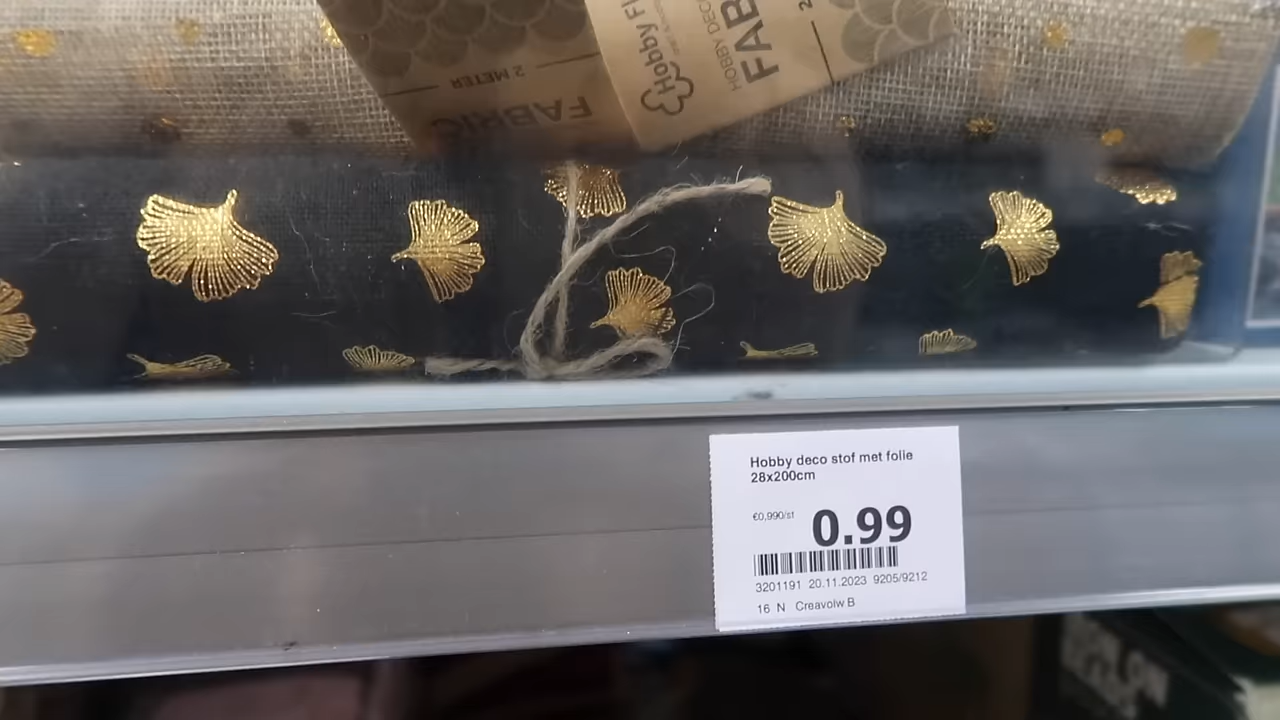 2 METER
FABRIC
Hobby
HOBBY DECO
FAB
2
Hobby deco stof met folie
28x200cm
€0,990/st
0.99
3201191 20.11.2023 9205/9212
16 N Creavolw B